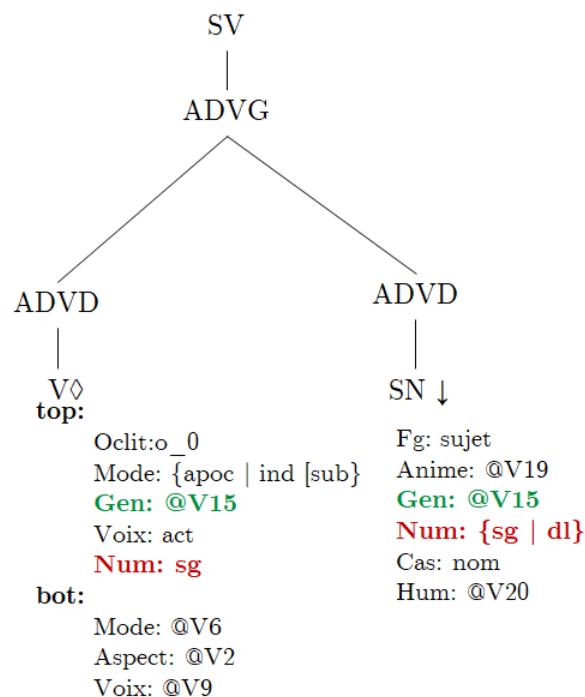 SV
ADVG
ADVD
ADVD
V◊
SN ↓
top:
Oclit:o_0
Mode: {apoc | ind [sub}
Gen: @V15
Voix: act
Num: sg
bot:
Mode: @V6
Aspect: @V2
Voix: @V9
Fg: sujet
Anime: @V19
Gen: @V15
Num: {sg | dl}
Cas: nom
Hum: @V20